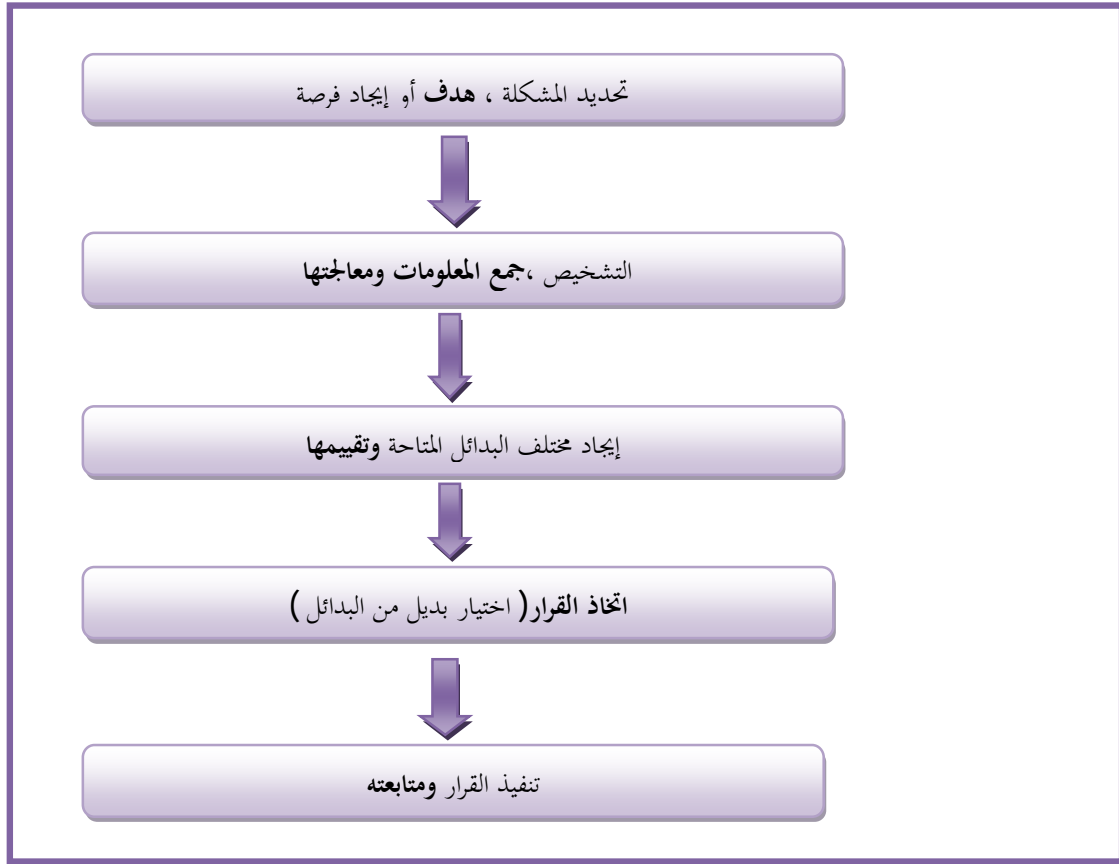 تحديد المشكلة ، هدف أو إيجاد فرصة
التشخيص ،جمع المعلومات ومعالجتها
إيجاد مختلف البدائل المتاحة وتقييمها
اتخاذ القرار( اختيار بديل من البدائل )
تنفيذ القرار ومتابعته